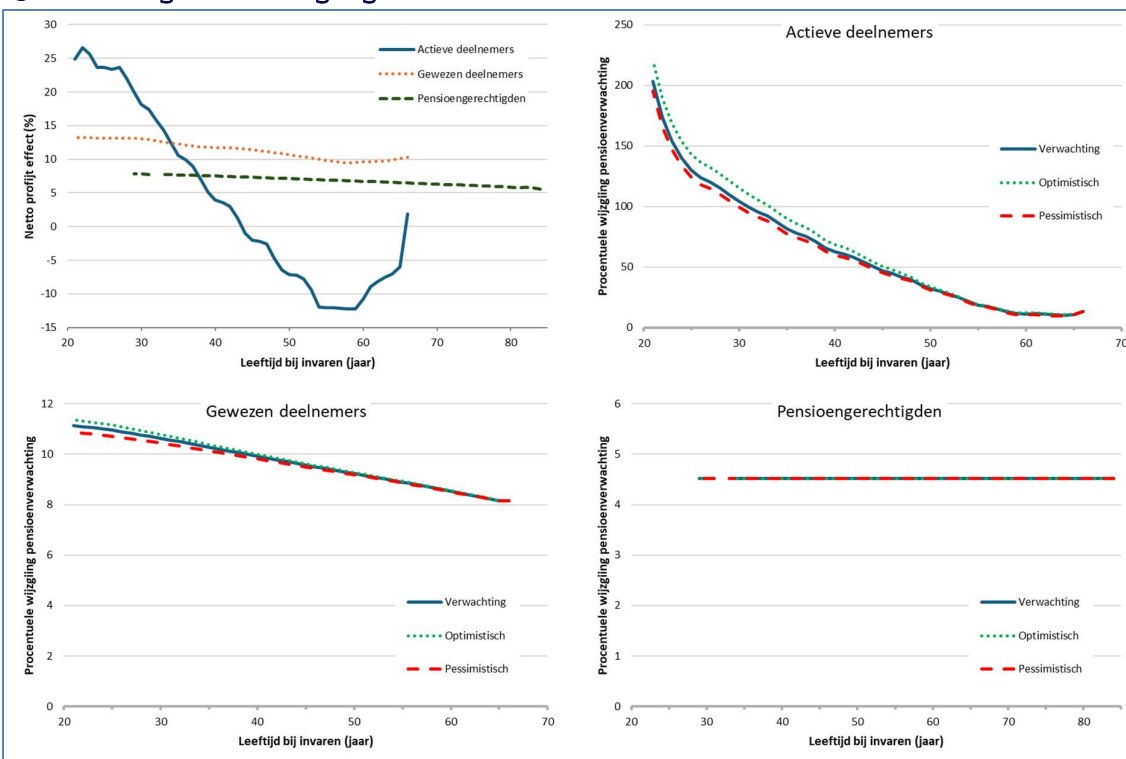 30
25
20
15
10
5
0
-5
-10
-15
Netto profijt effect (%)
Actieve deelnemers
Gewezen deelnemers
Pensioengerechtigden
20 30 40 50 60 70 80
Leeftijd bij invaren (jaar)
Actieve deelnemers
250
200
150
100
50
0
Procentuele wijzgiing pensioenverwachting
Verwachting
Optimistisch
Pessimistisch
20 30 40 50 60 70
Leeftijd bij invaren (jaar)
Gewezen deelnemers
12
10
8
6
4
2
0
Procentuele wijzgiing pensioenverwachting
Verwachting
Optimistisch
Pessimistisch
20 30 40 50 60 70
Leeftijd bij invaren (jaar)
Pensioengerechtigden
6
5
4
3
2
1
0
Procentuele wijzgiing pensioenverwachting
Verwachting
Optimistisch
Pessimistisch
20 30 40 50 60 70 80
Leeftijd bij invaren (jaar)